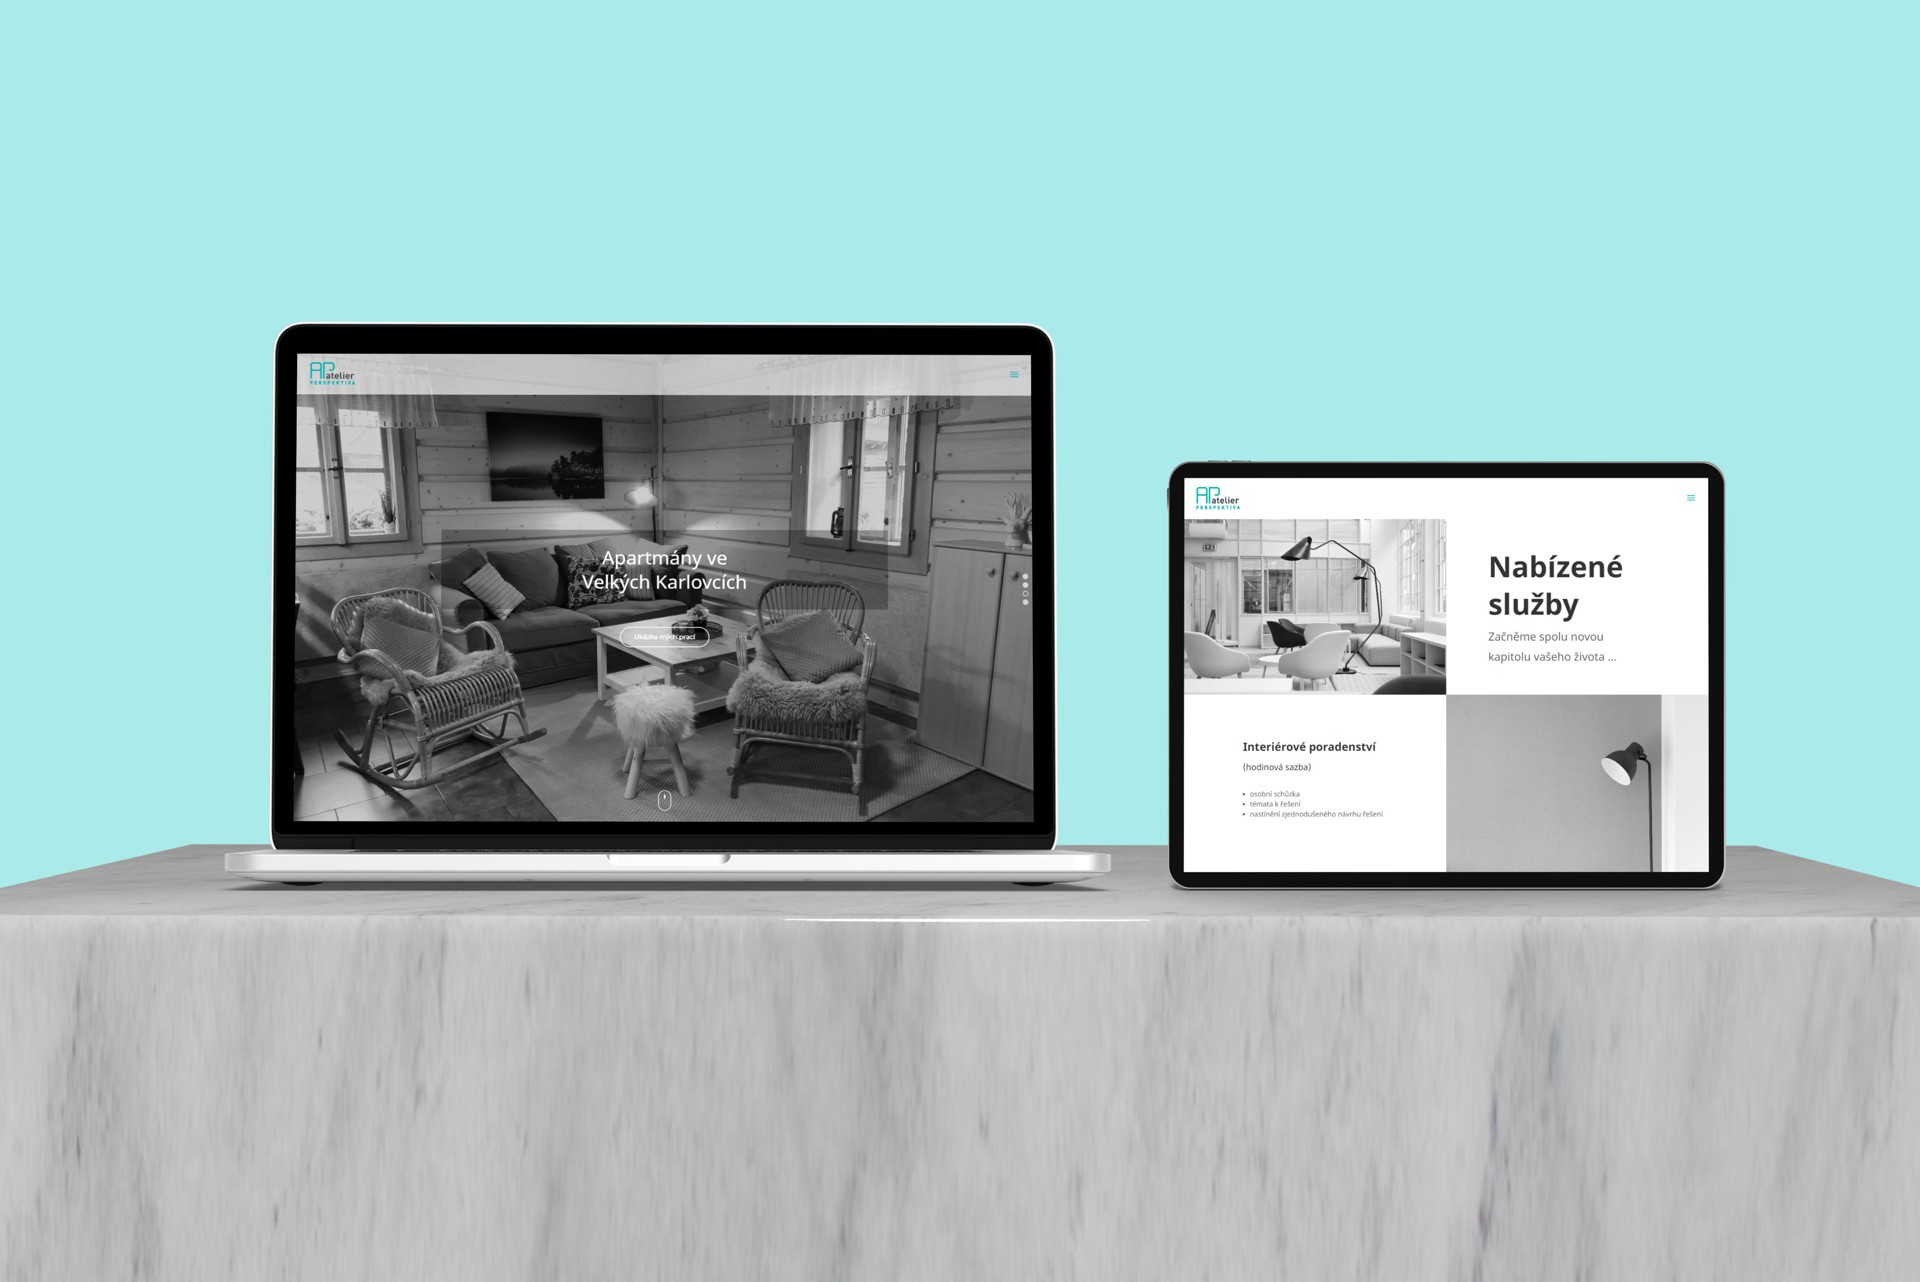 AP
atelier
PERSPEKTIVA
Apartmány ve
Velkých Karlovcích
Ukázka mých prací
AP
atelier
PERSPEKTIVA
Nabízené
služby
Začněme spolu novou
kapitolu vašeho života ...
Interiérové poradenství
(hodinová sazba)
• osobní schůzka
• témata k řešení
• nastínění zjednodušeného návrhu řešení